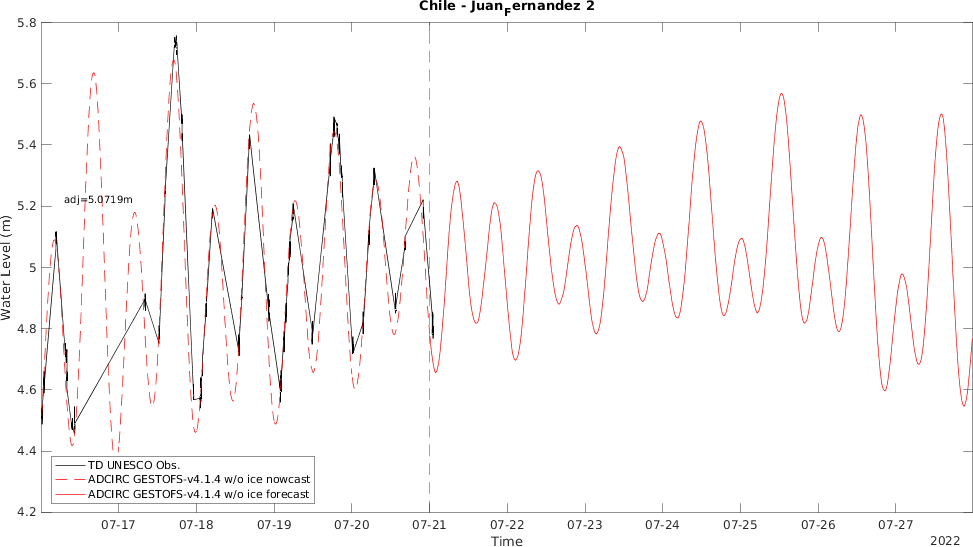 Chile - Juan_Fernandez 2
5.8
5.6
5.4
5.2
5
4.8
4.6
4.4
4.2
Water Level (m)
adj=5.0719m
TD UNESCO Obs.
ADCIRC GESTOFS-v4.1.4 w/o ice nowcast
ADCIRC GESTOFS-v4.1.4 w/o ice forecast
07-17 07-18 07-19 07-20 07-21 07-22 07-23 07-24 07-25 07-26 07-27
Time
2022